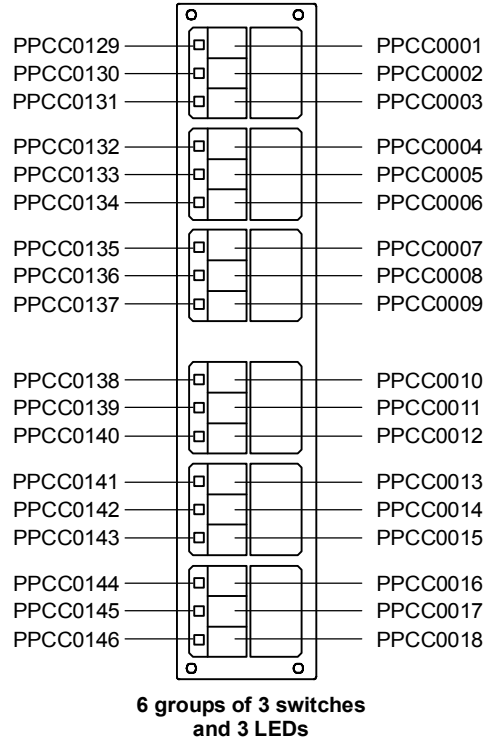 PPCC0129 PPCC0001
PPCC0130 PPCC0002
PPCC0131 PPCC0003
PPCC0132 PPCC0004
PPCC0133 PPCC0005
PPCC0134 PPCC0006
PPCC0135 PPCC0007
PPCC0136 PPCC0008
PPCC0137 PPCC0009
PPCC0138 PPCC0010
PPCC0139 PPCC0011
PPCC0140 PPCC0012
PPCC0141 PPCC0013
PPCC0142 PPCC0014
PPCC0143 PPCC0015
PPCC0144 PPCC0016
PPCC0145 PPCC0017
PPCC0146 PPCC0018
6 groups of 3 switches
and 3 LEDs